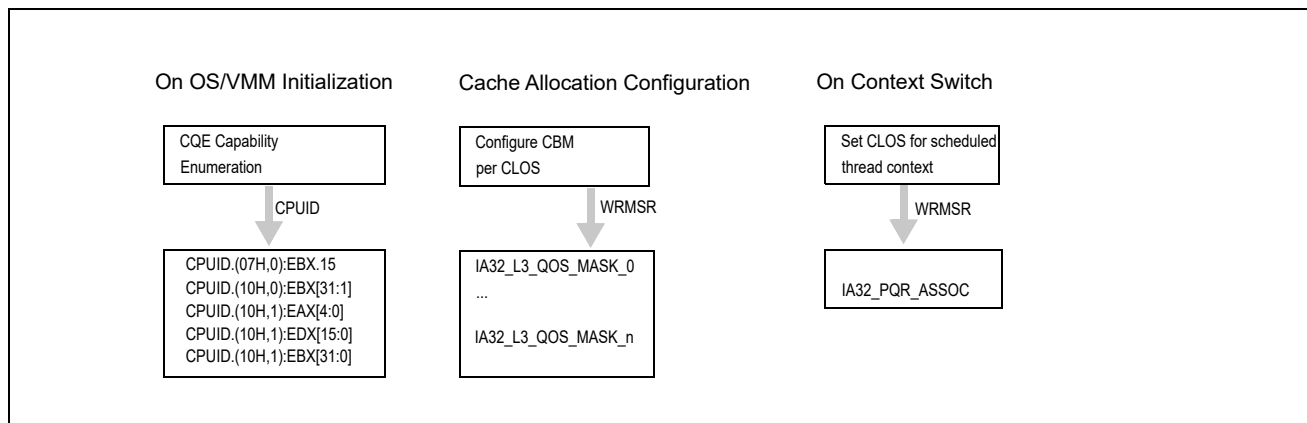 On OS/VMM Initialization
Cache Allocation Configuration
On Context Switch
CQE Capability
Enumeration
CPUID
CPUID.(07H,0):EBX.15
CPUID.(10H,0):EBX[31:1]
CPUID.(10H,1):EAX[4:0]
CPUID.(10H,1):EDX[15:0]
CPUID.(10H,1):EBX[31:0]
Configure CBM
per CLOS
WRMSR
IA32_L3_QOS_MASK_0
...
IA32_L3_QOS_MASK_n
Set CLOS for scheduled
thread context
WRMSR
IA32_PQR_ASSOC